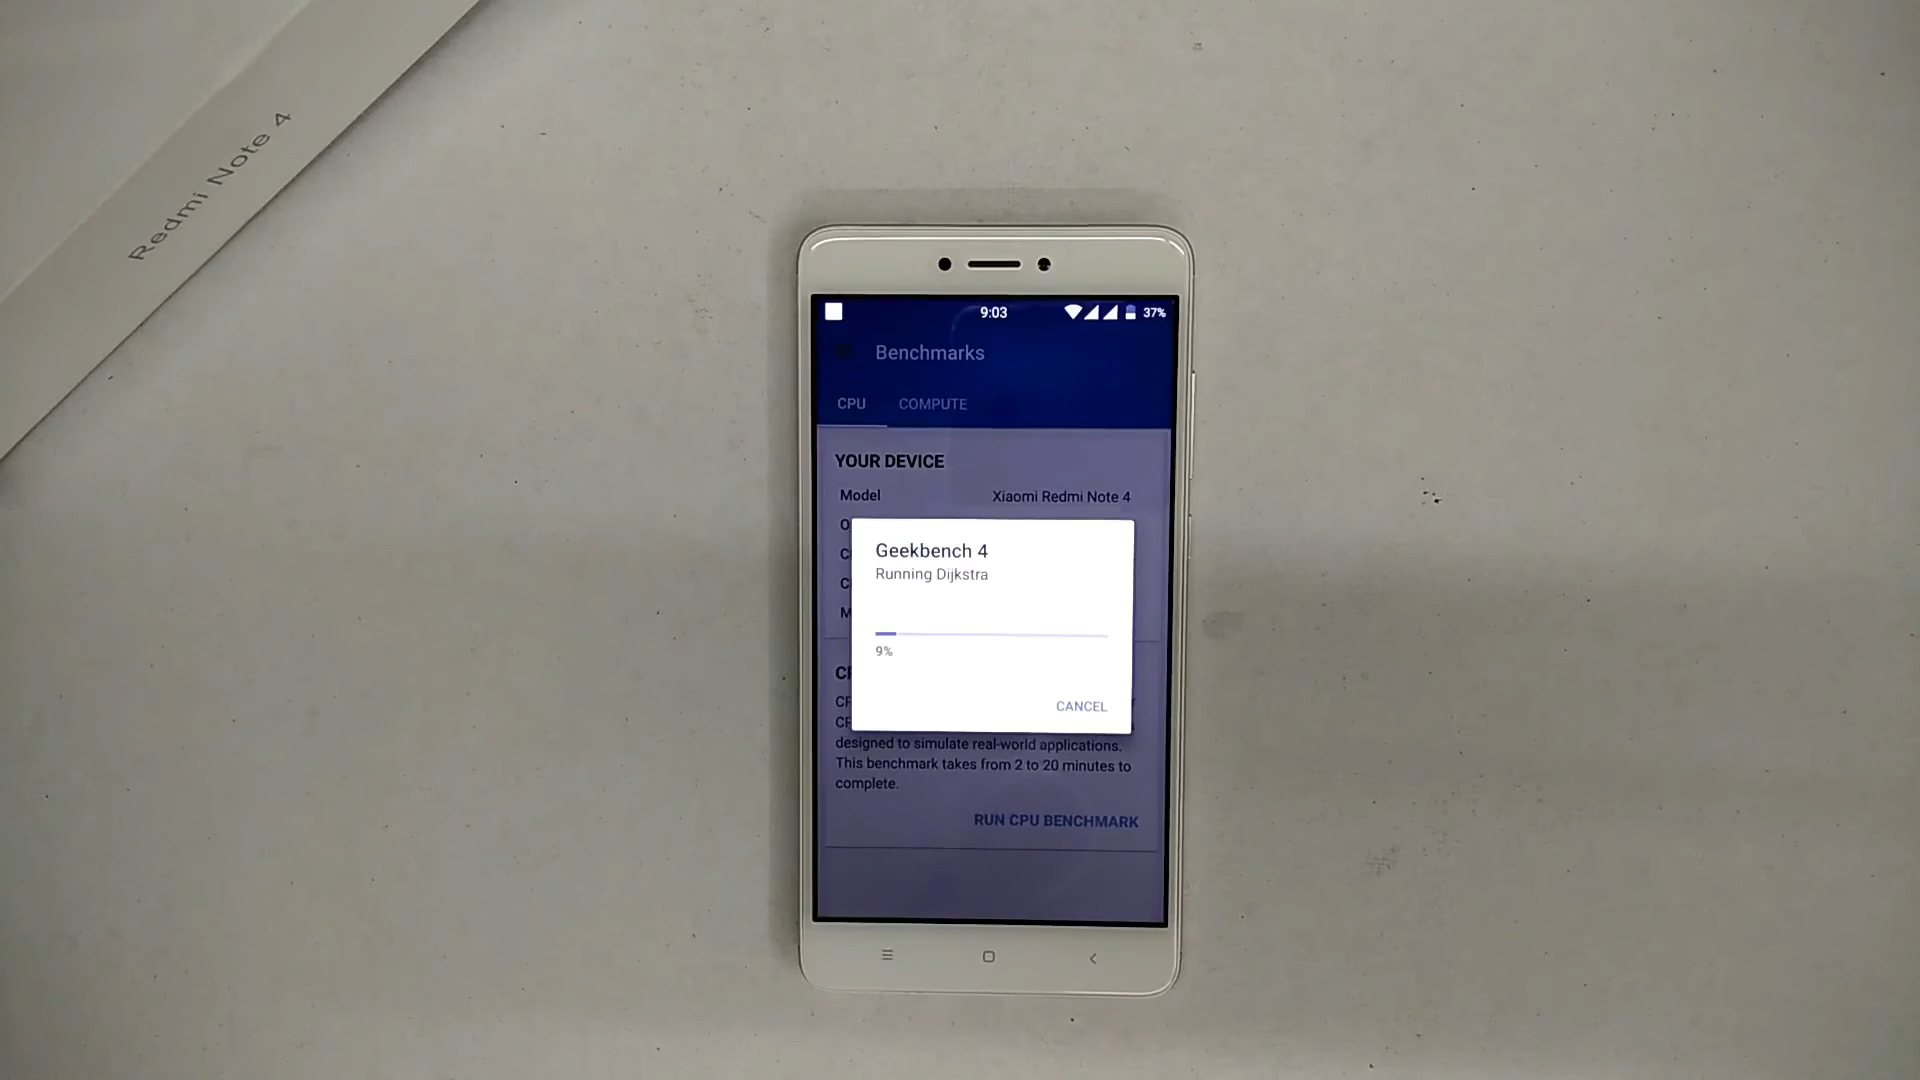 Redmi Note 4
9:03
37%
Benchmarks
CPU COMPUTE
YOUR DEVICE
Model Xiaomi Redmi Note 4
Geekbench 4
Running Dijkstra
9%
CANCEL
designed to simulate real-world applications.
This benchmark takes from 2 to 20 minutes to
complete.
RUN CPU BENCHMARK